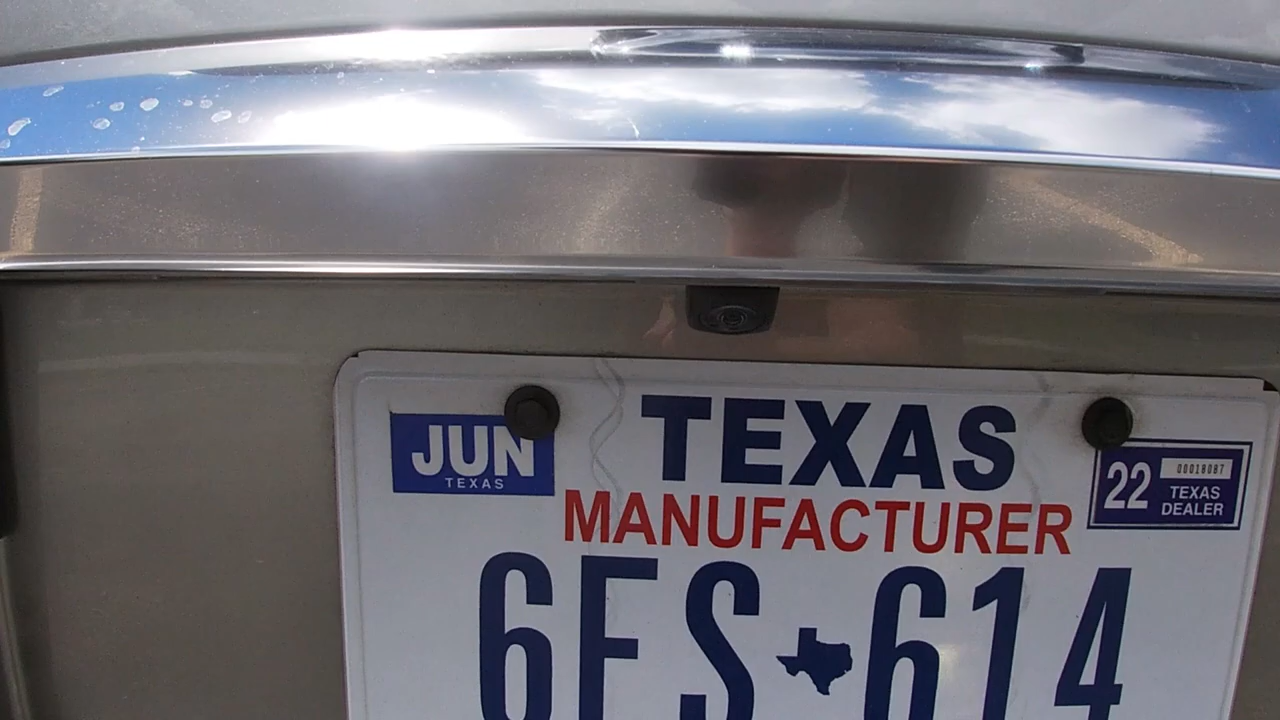 JUN
TEXAS
TEXAS
22
00018087
TEXAS
DEALER
MANUFACTURER
6FS 614